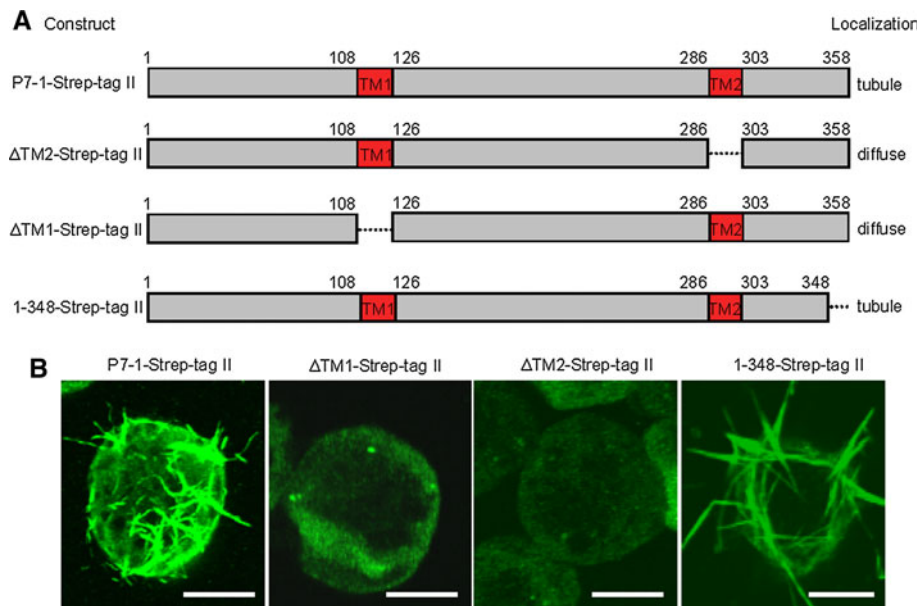 A Construct Localization
1 108 126 286 303 358
P7-1-Strep-tag II TM1 TM2 tubule
1 108 126 286 303 358
ΔTM2-Strep-tag II TM1 diffuse
1 108 126 286 303 358
ΔTM1-Strep-tag II TM2 diffuse
1 108 126 286 303 348
1-348-Strep-tag II TM1 TM2 tubule
B P7-1-Strep-tag II ΔTM1-Strep-tag II ΔTM2-Strep-tag II 1-348-Strep-tag II